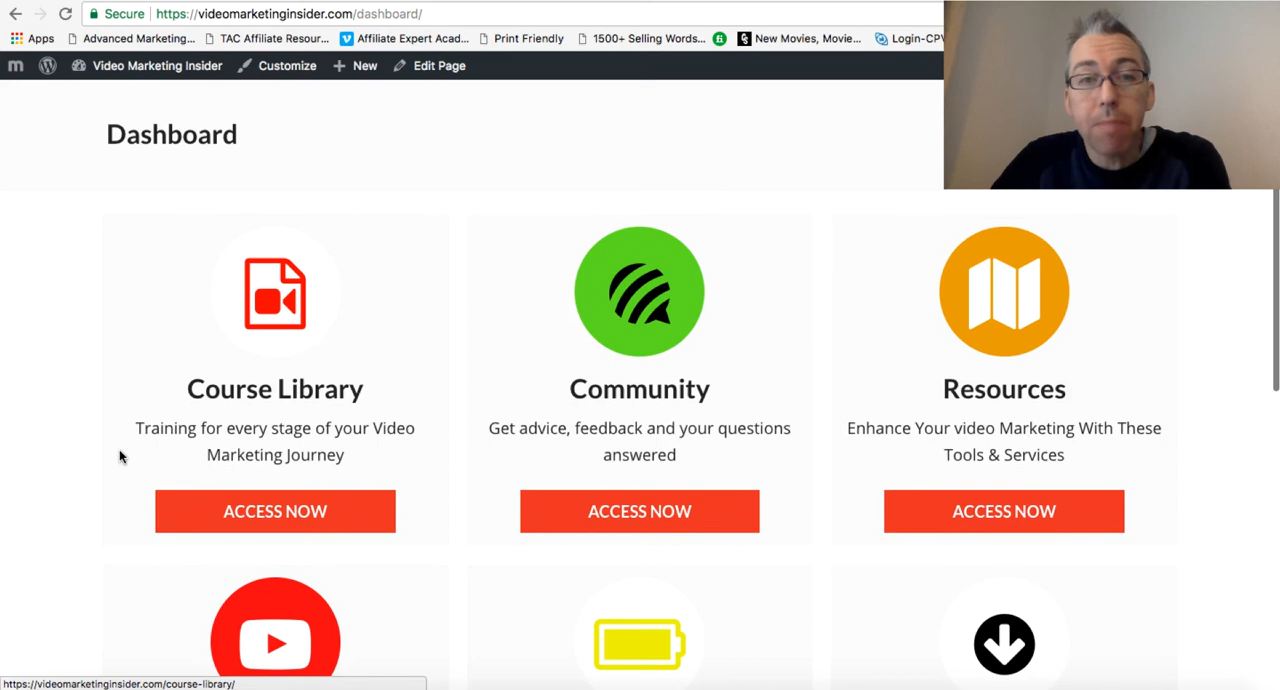 Secure https://videomarketinginsider.com/dashboard/
Apps Advanced Marketing... TAC Affiliate Resour... Affiliate Expert Acad... Print Friendly 1500+ Selling Words... New Movies, Movie... Login-CPV
Video Marketing Insider Customize New Edit Page
Dashboard
Course Library
Training for every stage of your Video
Marketing Journey
ACCESS NOW
Community
Get advice, feedback and your questions
answered
ACCESS NOW
Resources
Enhance Your video Marketing With These
Tools & Services
ACCESS NOW
https://videomarketinginsider.com/course-library/